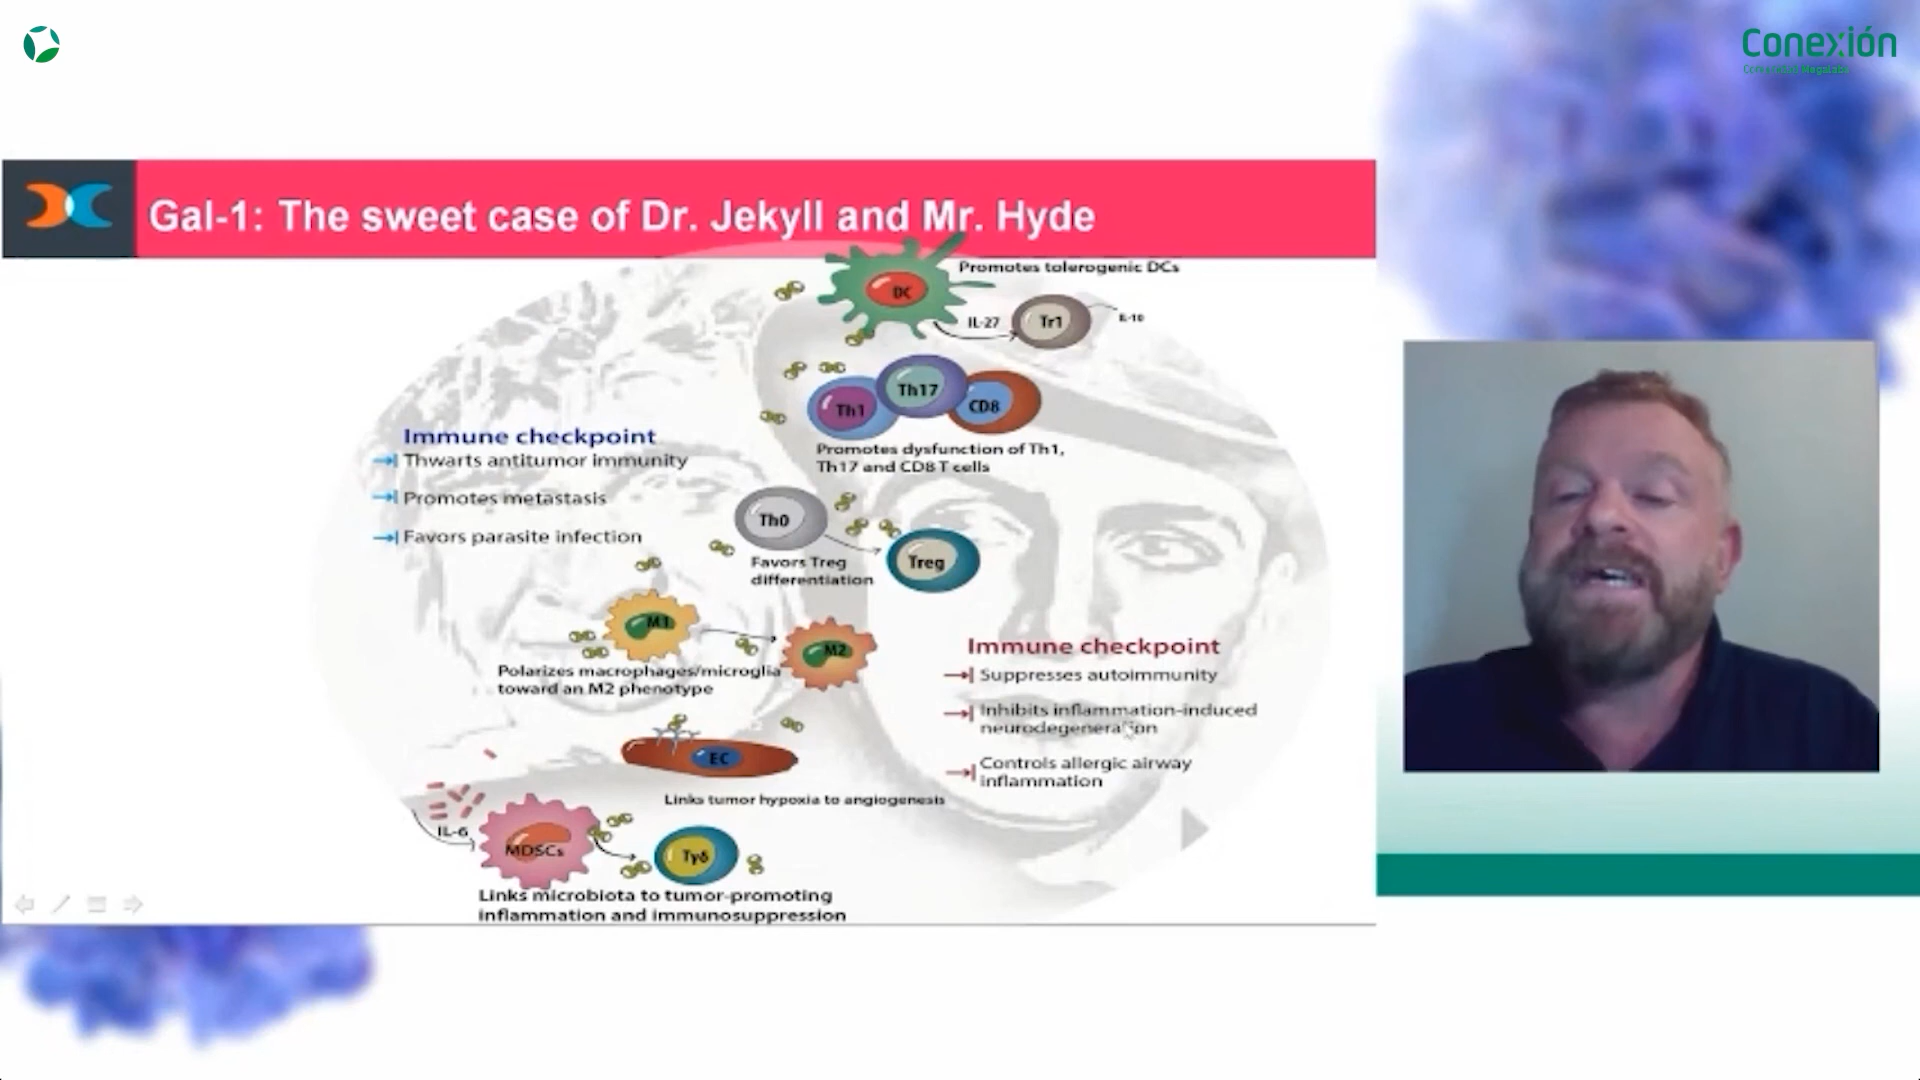 Conexión
Gal-1: The sweet case of Dr. Jekyll and Mr. Hyde
Promotes tolerogenic DCs
DC
IL-27
Tr1
IL-10
Th1
Th17
CD8
Promotes dysfunction of Th1,
Th17 and CD8 T cells
Immune checkpoint
Thwarts antitumor immunity
Promotes metastasis
Favors parasite infection
Th0
Treg
Favors Treg
differentiation
M1
M2
Polarizes macrophages/microglia
toward an M2 phenotype
Immune checkpoint
Suppresses autoimmunity
Inhibits inflammation-induced
neurodegeneration
Controls allergic airway
inflammation
EC
Links tumor hypoxia to angiogenesis
IL-6
MDSCs
Tγδ
Links microbiota to tumor-promoting
inflammation and immunosuppression